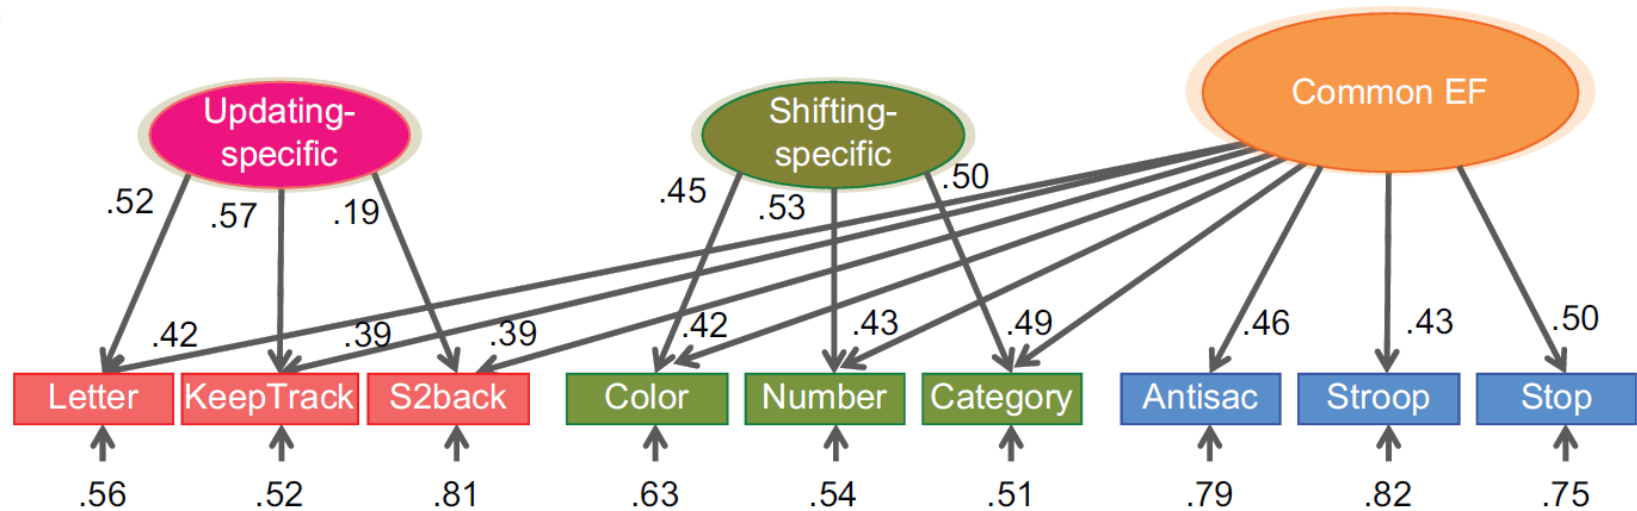 Updating-
specific
Shifting-
specific
Common EF
.52
.57
.19
.45
.53
.50
.42
.39
.39
.42
.43
.49
.46
.43
.50
Letter
KeepTrack
S2back
Color
Number
Category
Antisac
Stroop
Stop
.56
.52
.81
.63
.54
.51
.79
.82
.75